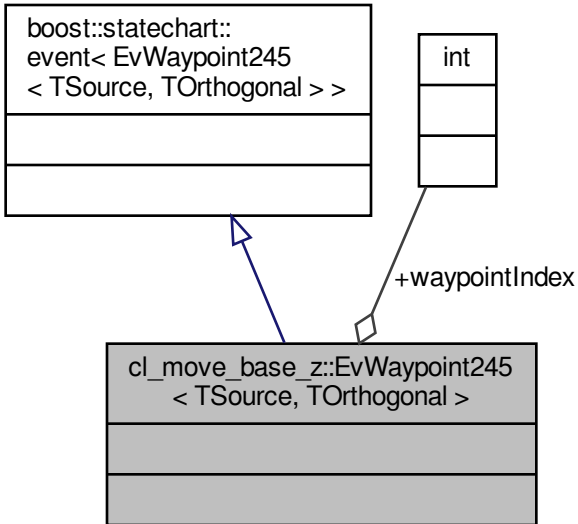 boost::statechart::
event< EvWaypoint245
< TSource, TOrthogonal > >
int
+waypointIndex
cl_move_base_z::EvWaypoint245
< TSource, TOrthogonal >